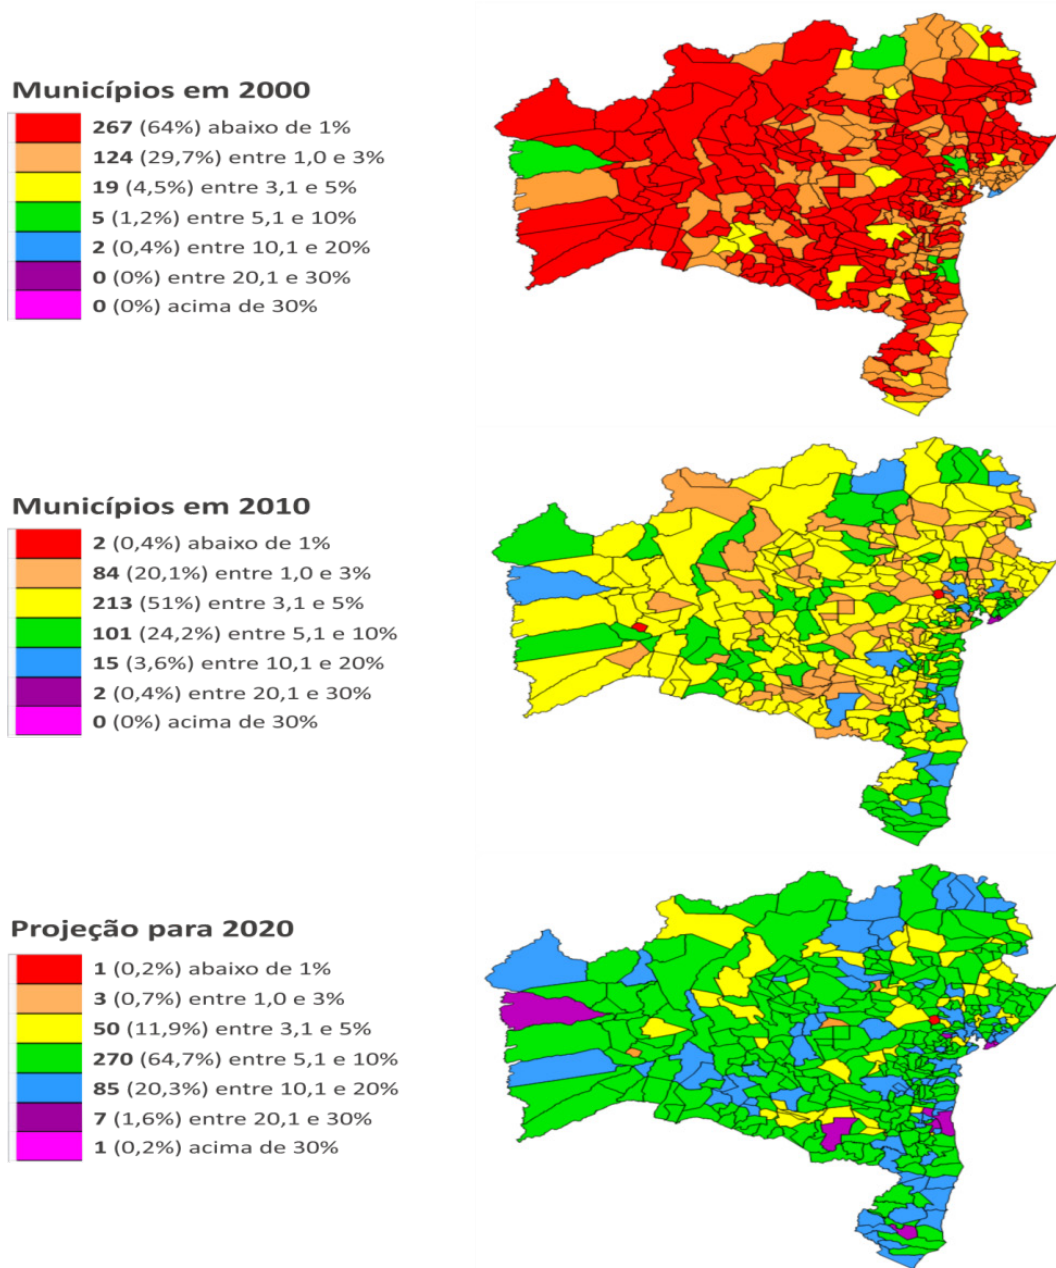 Municípios em 2000
267 (64%) abaixo de 1%
124 (29,7%) entre 1,0 e 3%
19 (4,5%) entre 3,1 e 5%
5 (1,2%) entre 5,1 e 10%
2 (0,4%) entre 10,1 e 20%
0 (0%) entre 20,1 e 30%
0 (0%) acima de 30%
Municípios em 2010
2 (0,4%) abaixo de 1%
84 (20,1%) entre 1,0 e 3%
213 (51%) entre 3,1 e 5%
101 (24,2%) entre 5,1 e 10%
15 (3,6%) entre 10,1 e 20%
2 (0,4%) entre 20,1 e 30%
0 (0%) acima de 30%
Projeção para 2020
1 (0,2%) abaixo de 1%
3 (0,7%) entre 1,0 e 3%
50 (11,9%) entre 3,1 e 5%
270 (64,7%) entre 5,1 e 10%
85 (20,3%) entre 10,1 e 20%
7 (1,6%) entre 20,1 e 30%
1 (0,2%) acima de 30%